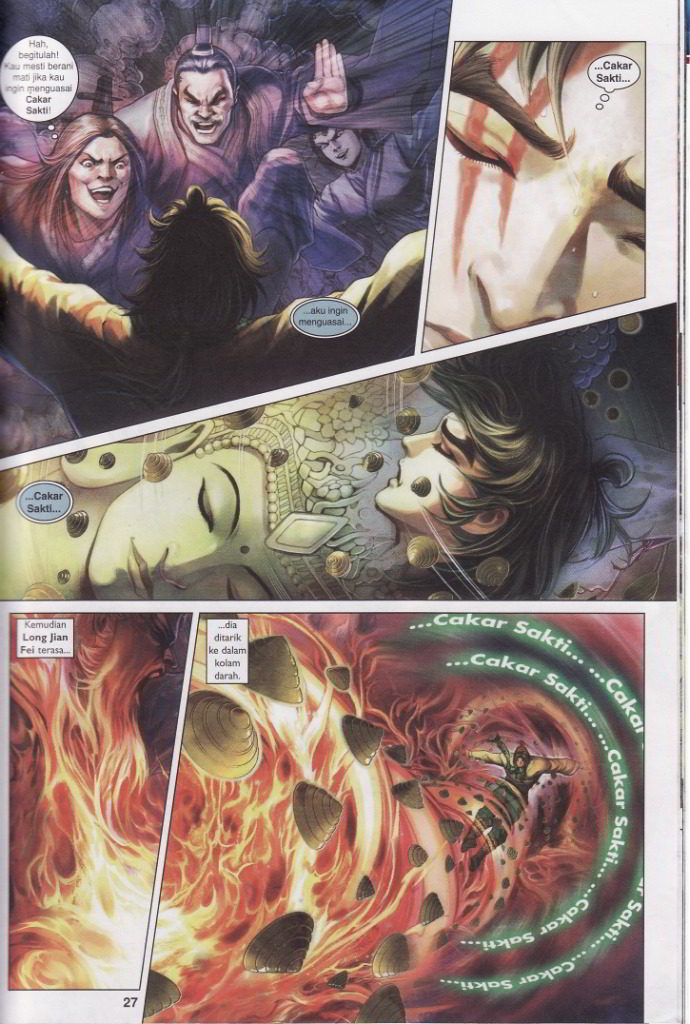 Hah,
begitulah!
Kau mesti berani
mati jika kau
ingin menguasai
Cakar
Sakti!
...aku ingin
menguasai...
...Cakar
Sakti...
...Cakar
Sakti...
Kemudian
Long Jian
Fei terasa...
...dia
ditarik
ke dalam
kolam
darah.
...Cakar Sakti... ...Cakar Sakti... ...Cakar Sakti...
...Cakar Sakti... ...Cakar Sakti... ...Cakar Sakti...
27